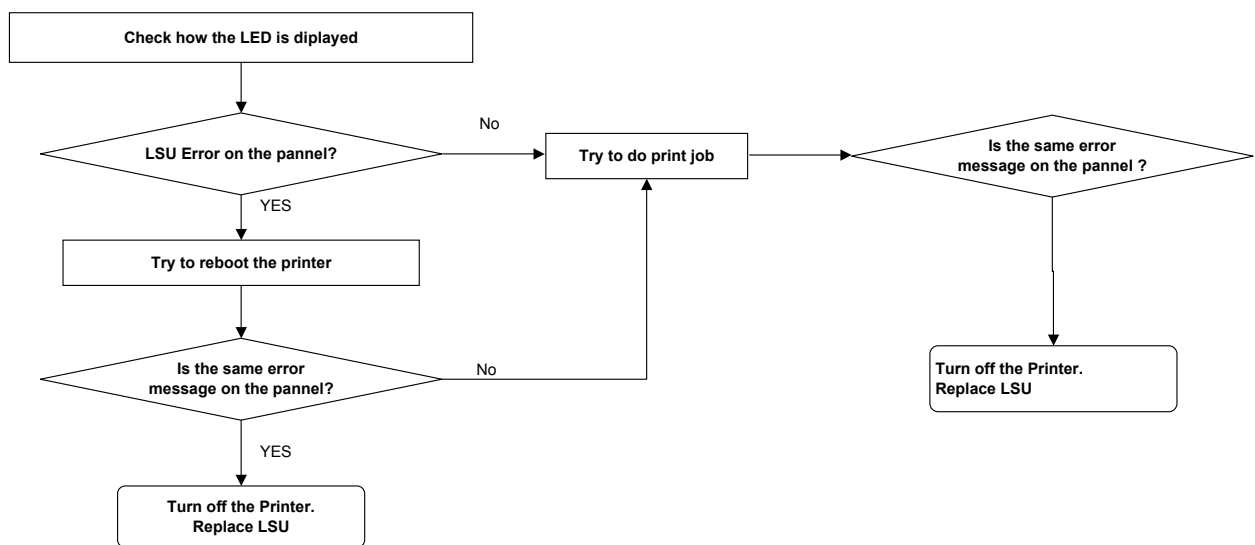 Check how the LED is diplayed
LSU Error on the pannel?
No
Try to do print job
Is the same error
message on the pannel ?
YES
Try to reboot the printer
Is the same error
message on the pannel?
No
Turn off the Printer.
Replace LSU
YES
Turn off the Printer.
Replace LSU